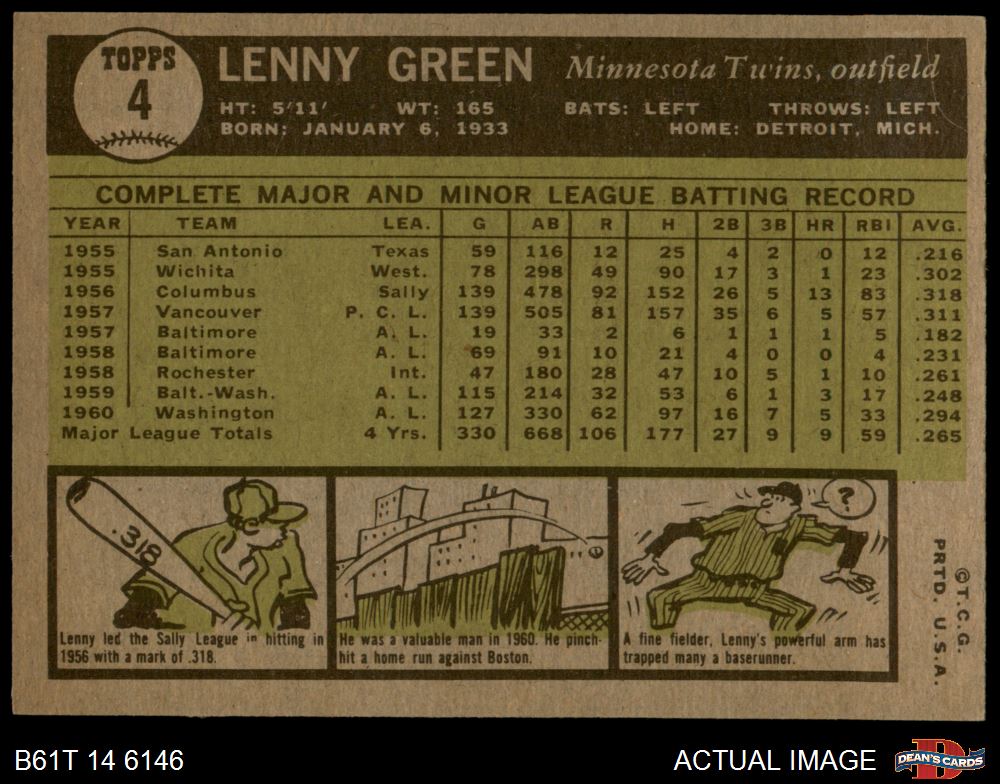 TOPPS
4
LENNY GREEN Minnesota Twins, outfield
HT: 5'11' WT: 165 BATS: LEFT THROWS: LEFT
BORN: JANUARY 6, 1933 HOME: DETROIT, MICH.
COMPLETE MAJOR AND MINOR LEAGUE BATTING RECORD
YEAR TEAM LEA. G AB R H 2B 3B HR RBI AVG.
1955 San Antonio Texas 59 116 12 25 4 2 0 12 .216
1955 Wichita West. 78 298 49 90 17 3 1 23 .302
1956 Columbus Sally 139 478 92 152 26 5 13 83 .318
1957 Vancouver P. C. L. 139 505 81 157 35 6 5 57 .311
1957 Baltimore A. L. 19 33 2 6 1 1 1 5 .182
1958 Baltimore A. L. 69 91 10 21 4 0 0 4 .231
1958 Rochester Int. 47 180 28 47 10 5 1 10 .261
1959 Balt.-Wash. A. L. 115 214 32 53 6 1 3 17 .248
1960 Washington A. L. 127 330 62 97 16 7 5 33 .294
Major League Totals 4 Yrs. 330 668 106 177 27 9 9 59 .265
.318
Lenny led the Sally League in hitting in
1956 with a mark of .318.
He was a valuable man in 1960. He pinch-
hit a home run against Boston.
?
A fine fielder, Lenny's powerful arm has
trapped many a baserunner.
© T. C. G.
PRTD. U. S. A.
B61T 14 6146 ACTUAL IMAGE
DEAN'S CARDS